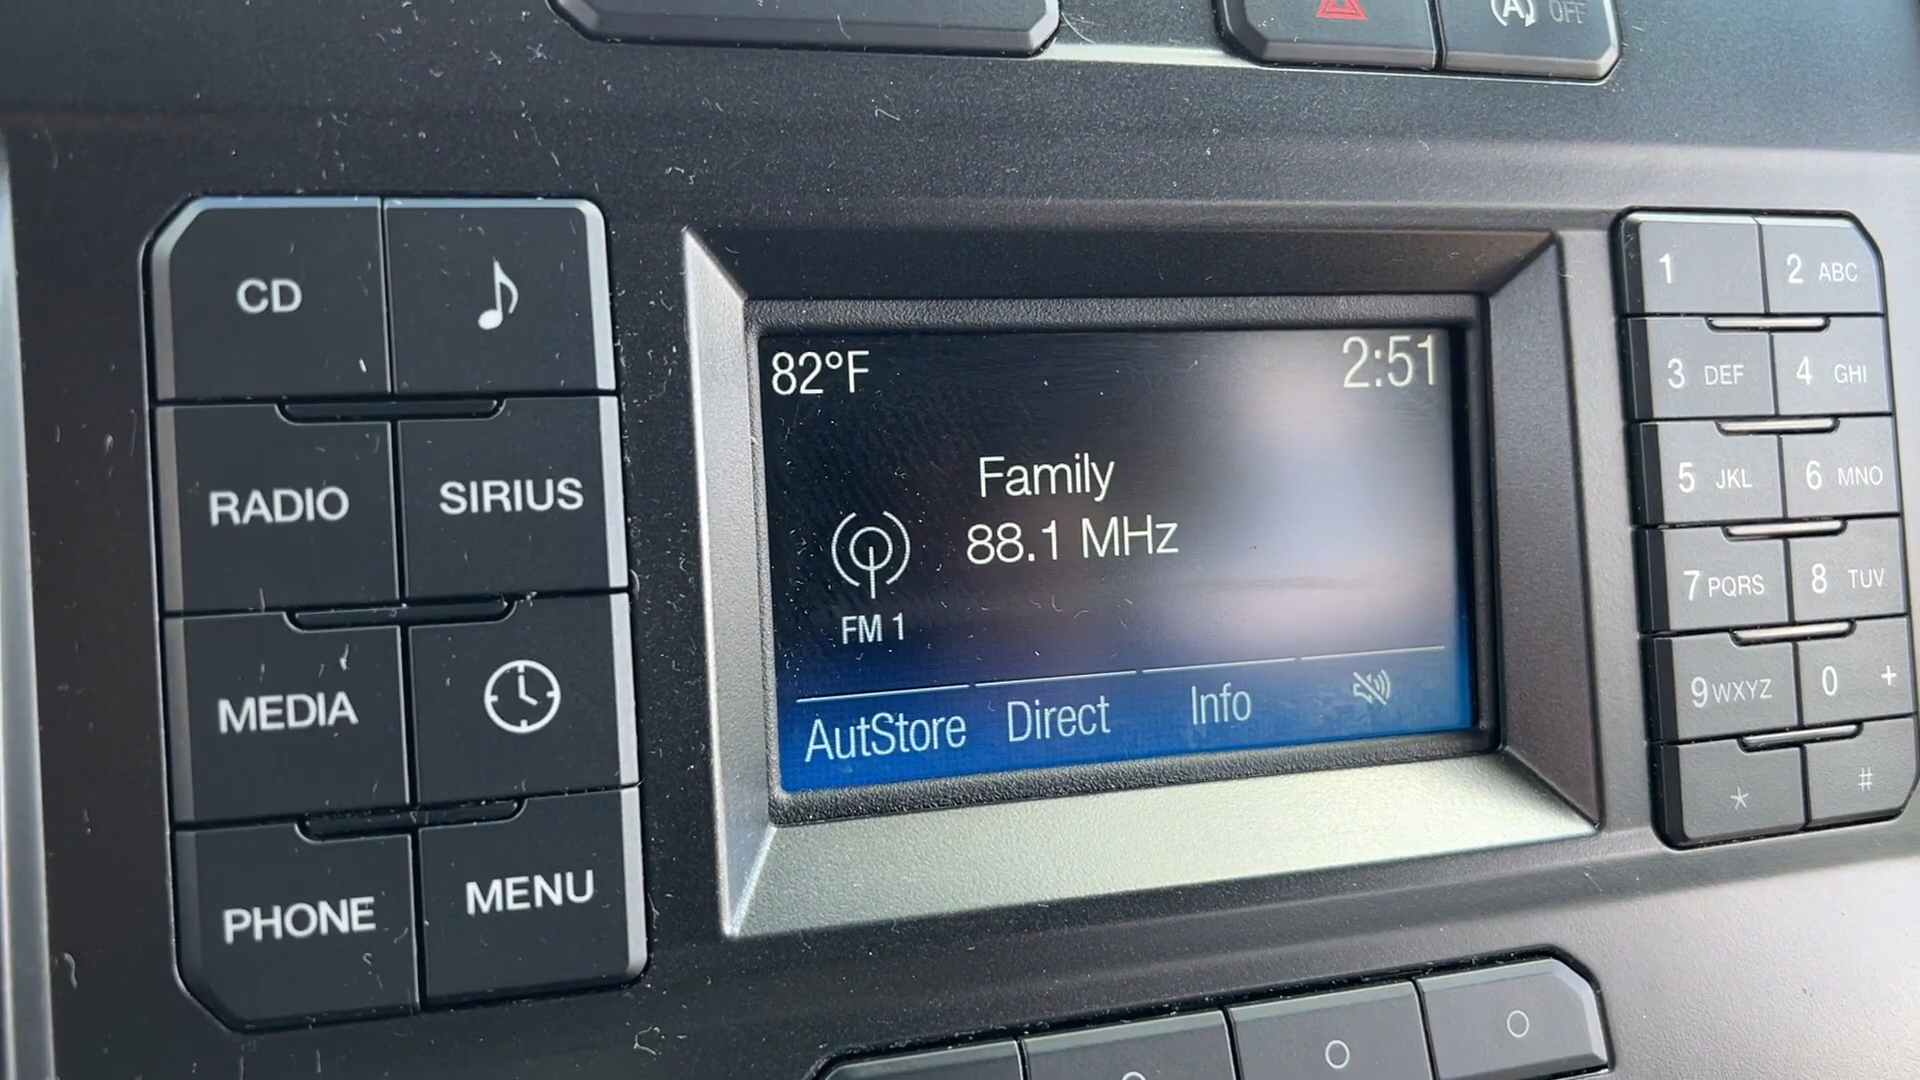 OFF
CD
RADIO SIRIUS
MEDIA
PHONE MENU
82°F 2:51
Family
88.1 MHz
FM 1
AutStore Direct Info
1 2 ABC
3 DEF 4 GHI
5 JKL 6 MNO
7 PQRS 8 TUV
9 WXYZ 0 +
* #